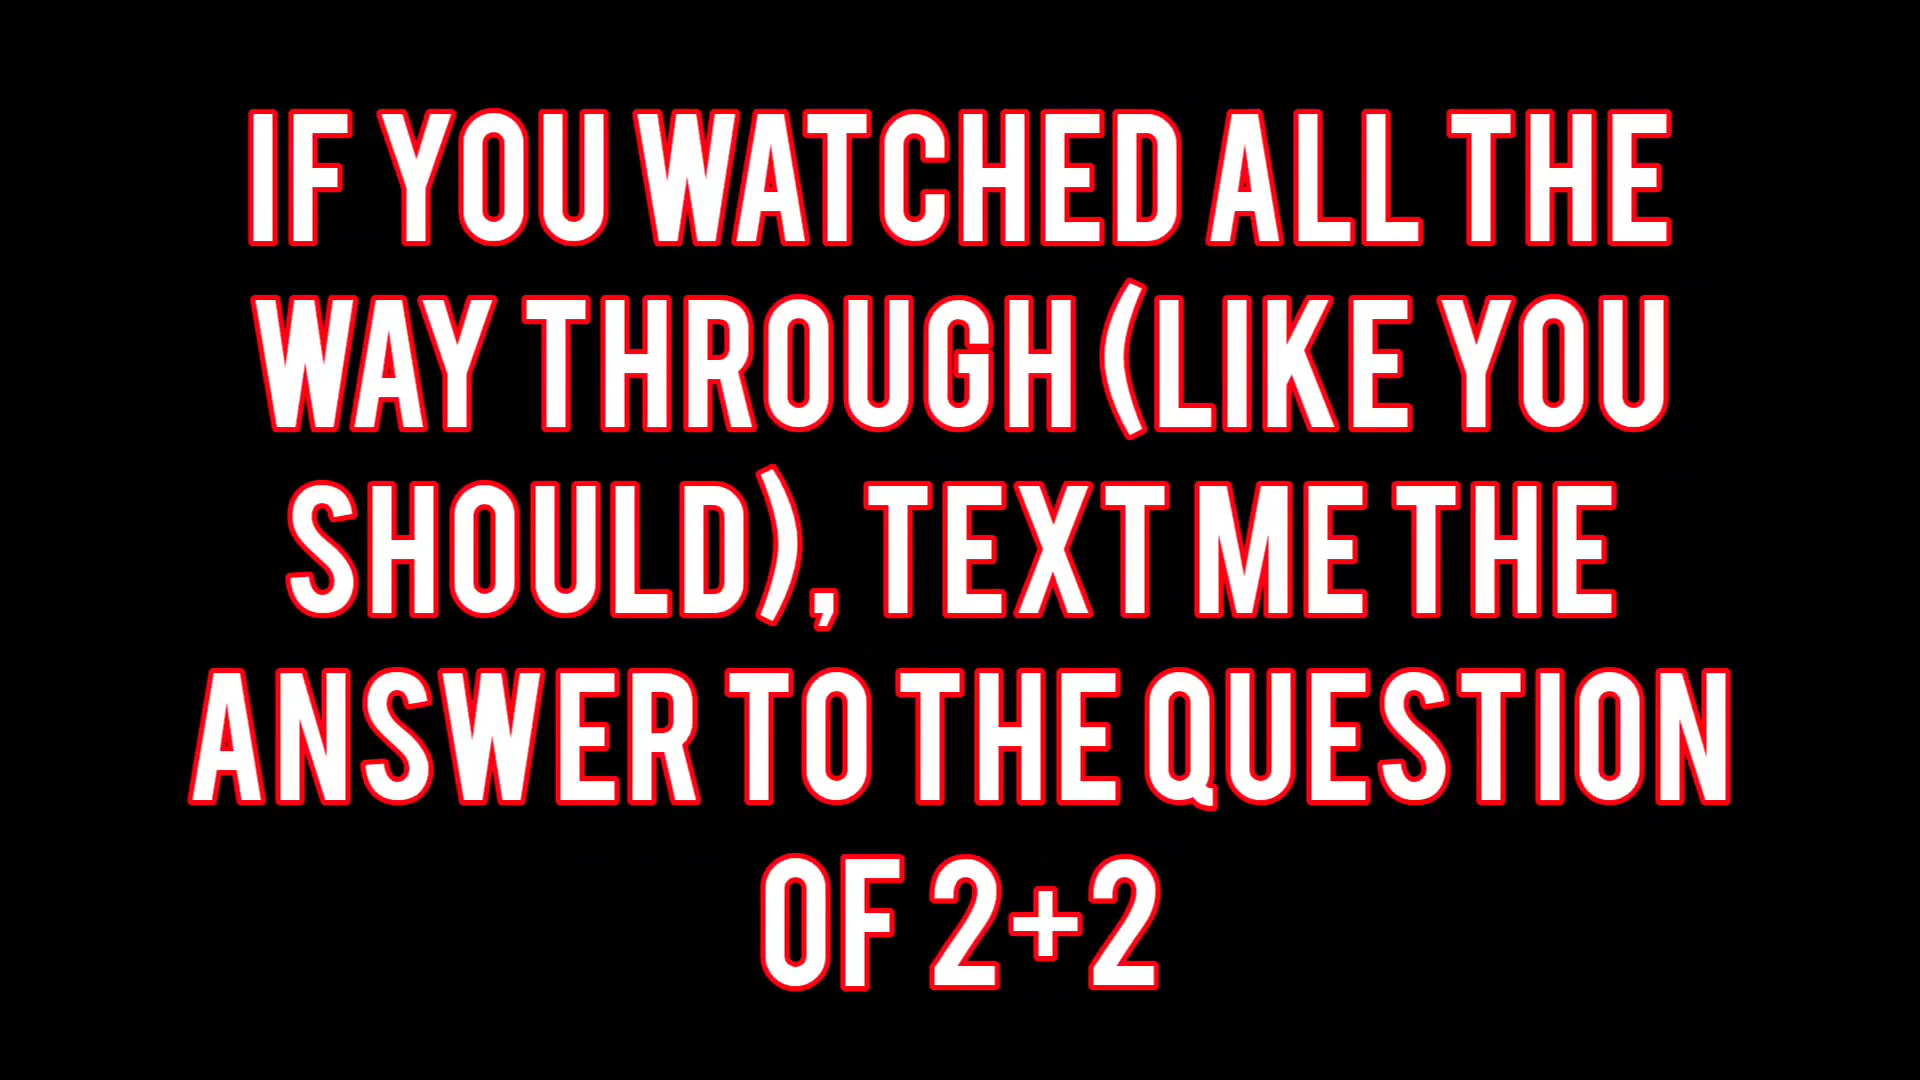 IF YOU WATCHED ALL THE
WAY THROUGH (LIKE YOU
SHOULD), TEXT ME THE
ANSWER TO THE QUESTION
OF 2+2